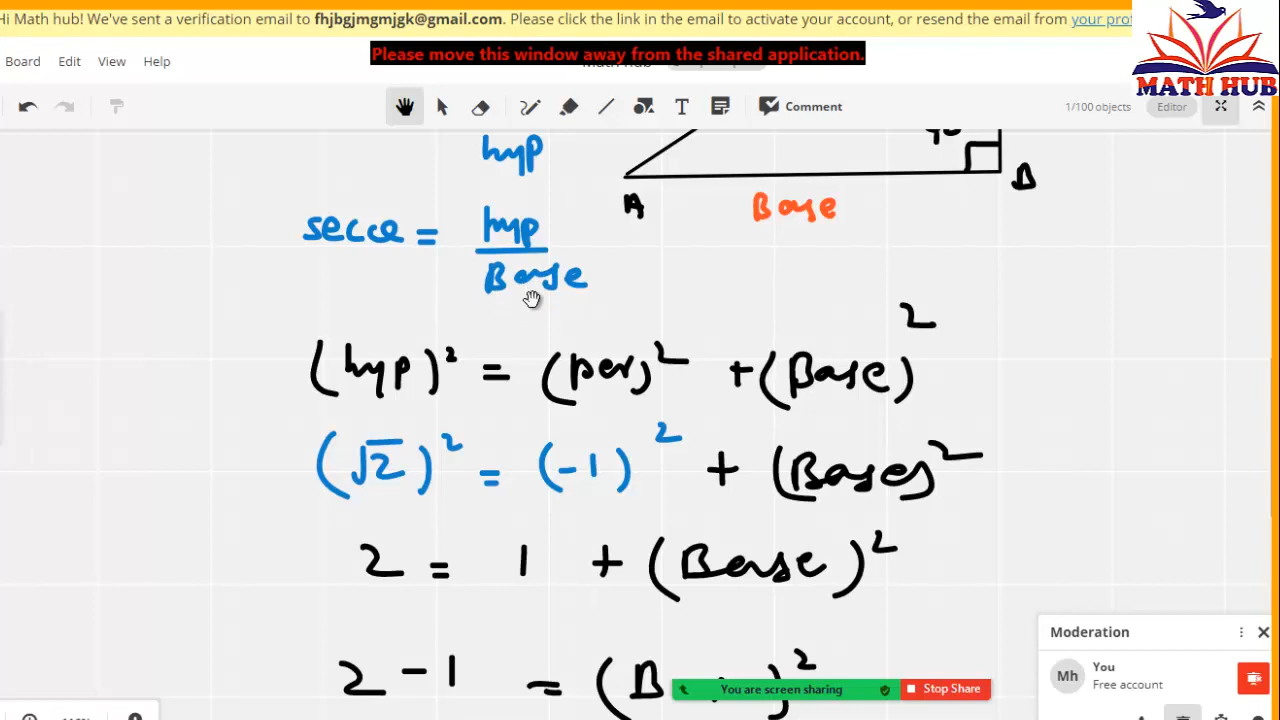 Hi Math hub! We've sent a verification email to fhjbgjmgmjgk@gmail.com. Please click the link in the email to activate your account, or resend the email from your prof
Please move this window away from the shared application.
MATH HUB
Board Edit View Help
Comment
1/100 objects
Editor
hyp
A
B
Base
secα = hyp
Base
(hyp)² = (per)² + (Base)²
(√2)² = (-1)² + (Base)²
2 = 1 + (Base)²
2 - 1 = (B )²
Moderation
Mh
You
Free account
You are screen sharing
Stop Share